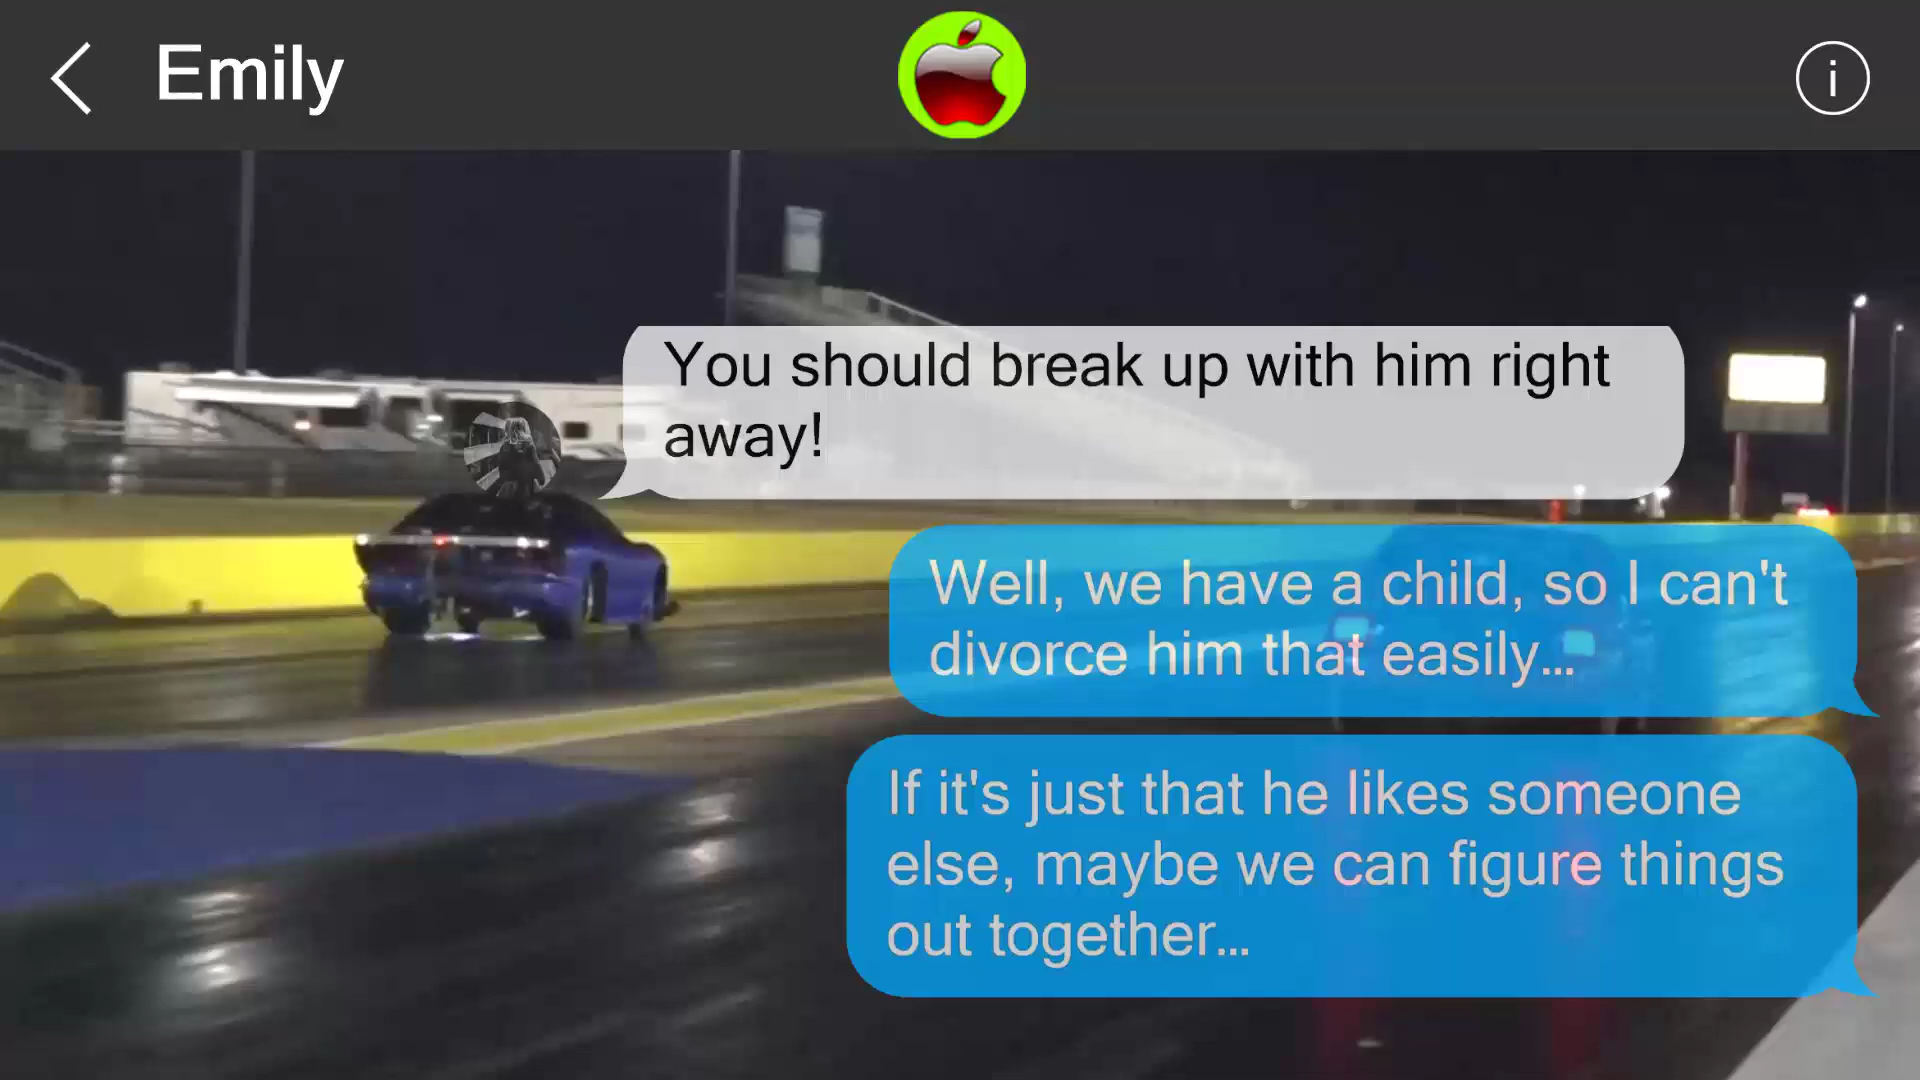 Emily
i
You should break up with him right
away!
Well, we have a child, so I can't
divorce him that easily...
If it's just that he likes someone
else, maybe we can figure things
out together...